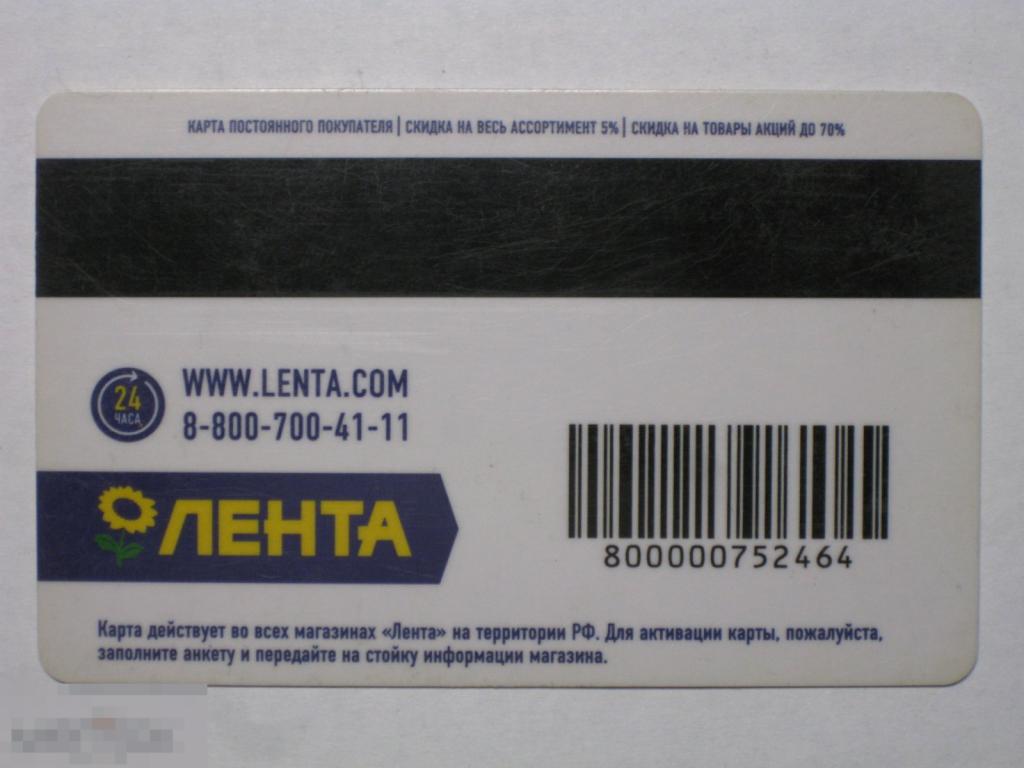 КАРТА ПОСТОЯННОГО ПОКУПАТЕЛЯ | СКИДКА НА ВЕСЬ АССОРТИМЕНТ 5% | СКИДКА НА ТОВАРЫ АКЦИЙ ДО 70%
24
ЧАСА
WWW.LENTA.COM
8-800-700-41-11
ЛЕНТА
800000752464
Карта действует во всех магазинах «Лента» на территории РФ. Для активации карты, пожалуйста,
заполните анкету и передайте на стойку информации магазина.